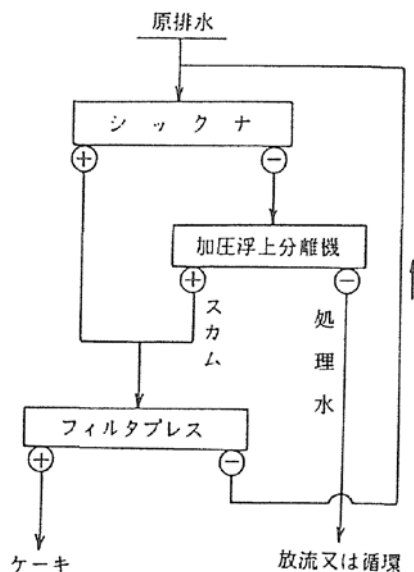 原排水
シックナ
+
−
加圧浮上分離機
+
−
スカム
処理水
フィルタプレス
+
−
ケーキ
放流又は循環